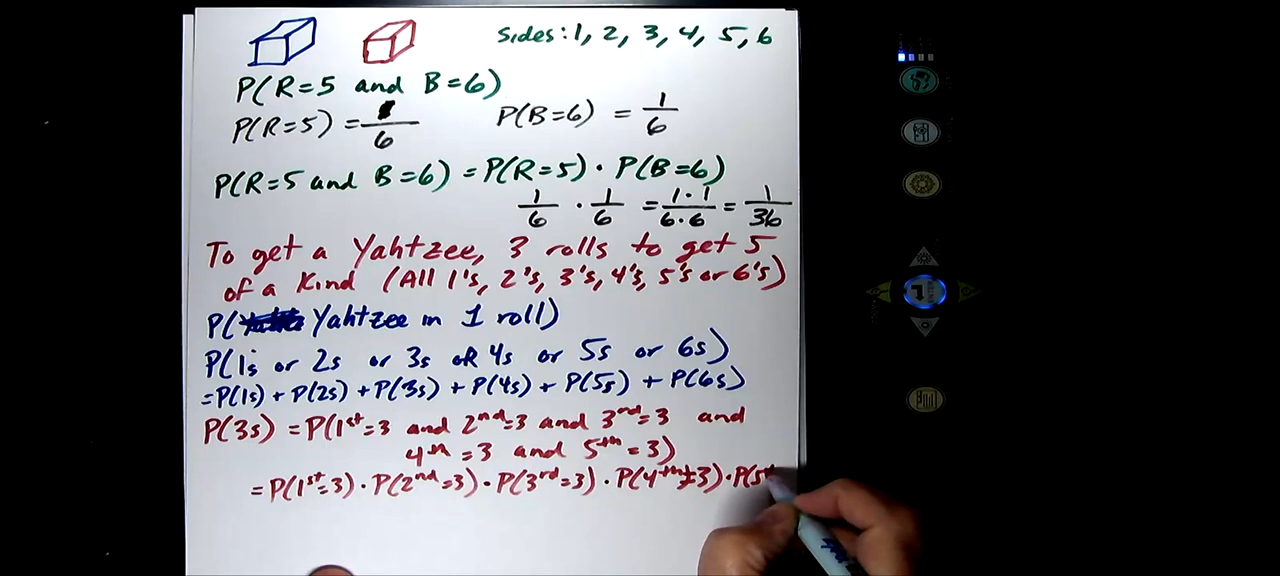 Sides: 1, 2, 3, 4, 5, 6
P(R=5 and B=6)
P(R=5) = 1/6 P(B=6) = 1/6
P(R=5 and B=6) = P(R=5) · P(B=6)
1/6 · 1/6 = 1·1/6·6 = 1/36
To get a Yahtzee, 3 rolls to get 5
of a Kind (All 1's, 2's, 3's, 4's, 5's or 6's)
P( Yahtzee in 1 roll)
P(1s or 2s or 3s oR 4s or 5s or 6s)
= P(1s) + P(2s) + P(3s) + P(4s) + P(5s) + P(6s)
P(3s) = P(1st=3 and 2nd=3 and 3rd=3 and
4th=3 and 5th=3)
= P(1st=3) · P(2nd=3) · P(3rd=3) · P(4th=3) · P(5
ENTER